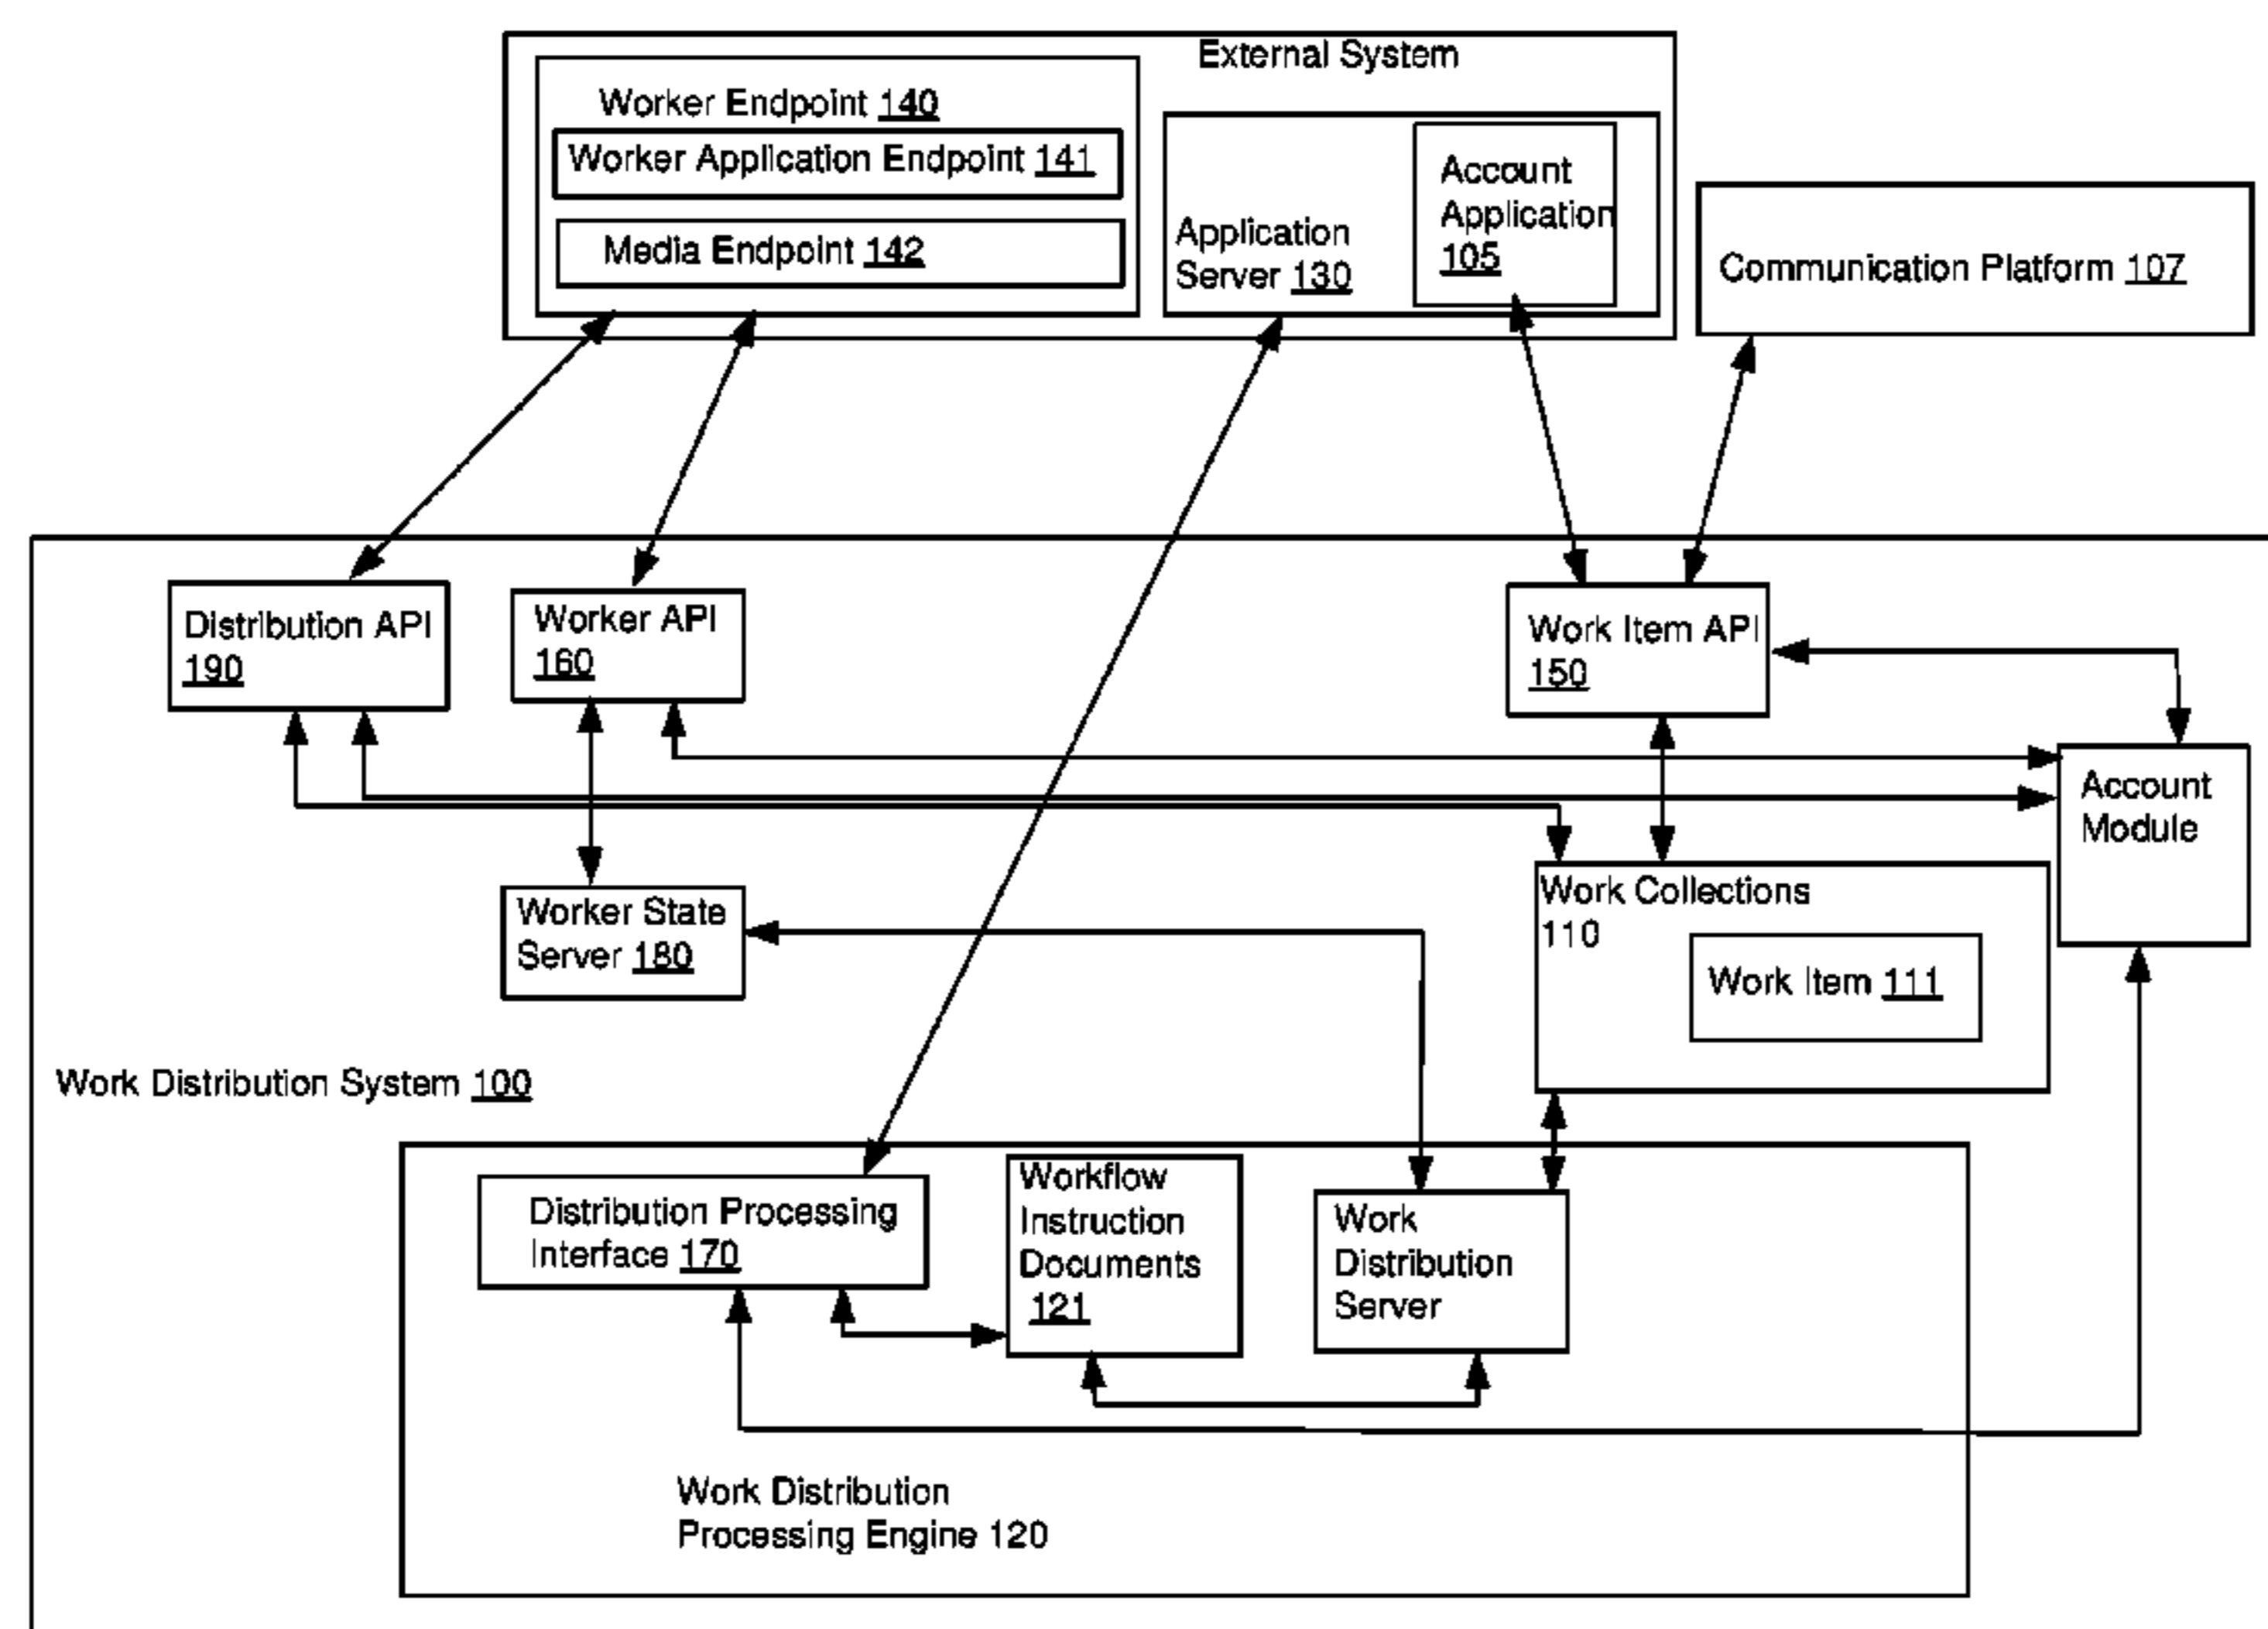 External System
Worker Endpoint 140
Worker Application Endpoint 141
Media Endpoint 142
Account
Application
105
Application
Server 130
Communication Platform 107
Distribution API
190
Worker API
160
Work Item API
150
Account
Module
Worker State
Server 180
Work Collections
110
Work Item 111
Work Distribution System 100
Distribution Processing
Interface 170
Workflow
Instruction
Documents
121
Work
Distribution
Server
Work Distribution
Processing Engine 120